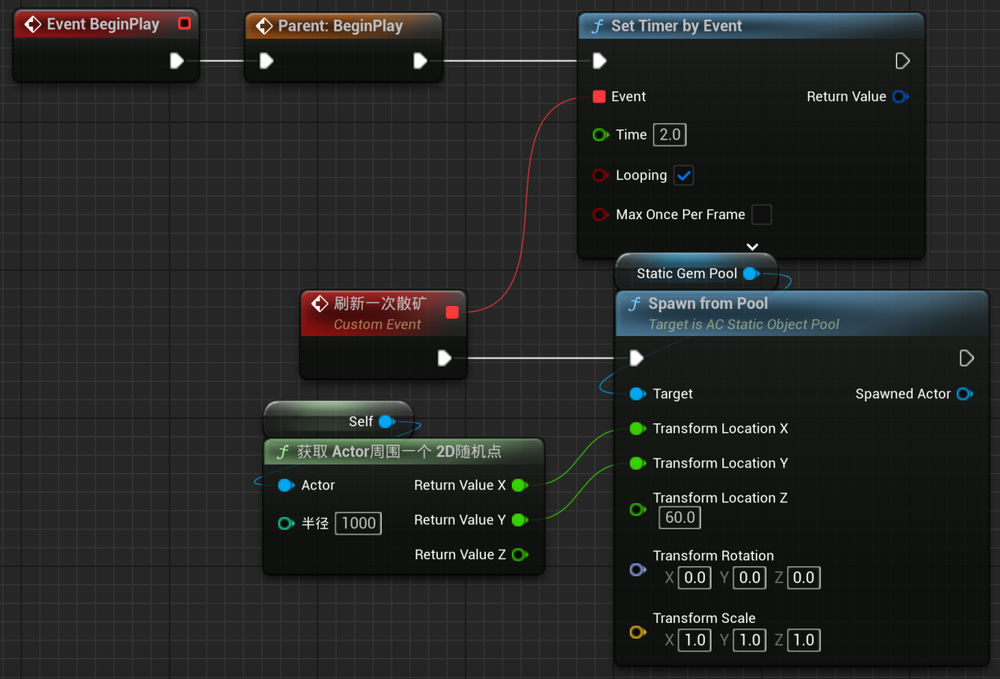 Event BeginPlay
Parent: BeginPlay
f Set Timer by Event
Event
Return Value
Time 2.0
Looping
Max Once Per Frame
Static Gem Pool
刷新一次散矿
Custom Event
f Spawn from Pool
Target is AC Static Object Pool
Target
Spawned Actor
Transform Location X
Transform Location Y
Transform Location Z
60.0
Transform Rotation
X 0.0 Y 0.0 Z 0.0
Transform Scale
X 1.0 Y 1.0 Z 1.0
Self
f 获取 Actor周围一个 2D随机点
Actor
Return Value X
半径 1000
Return Value Y
Return Value Z